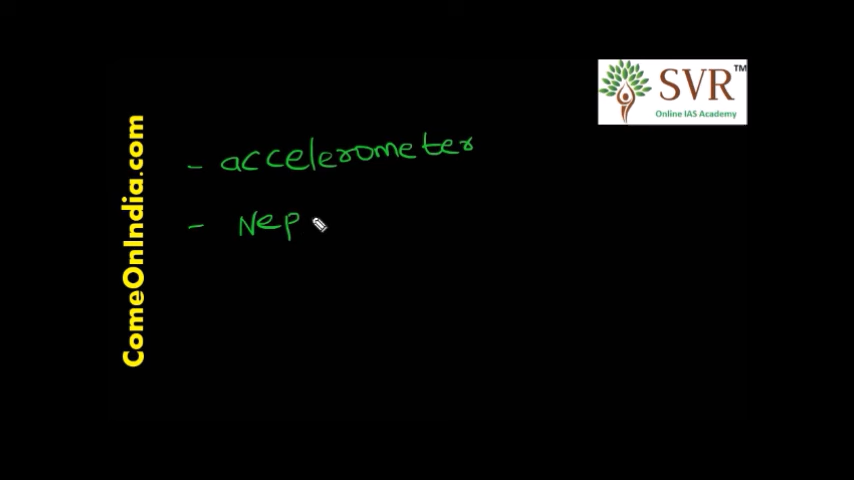 SVR™
Online IAS Academy
ComeOnIndia.com
- accelerometer
- Nep